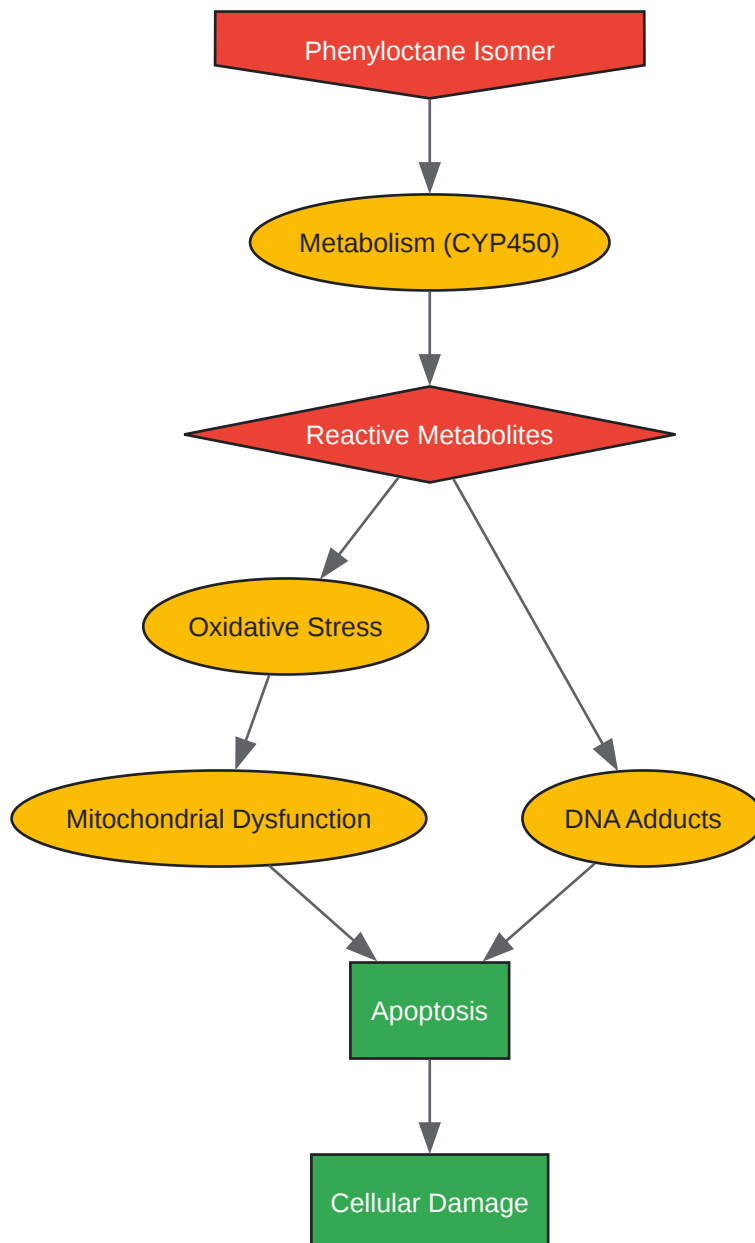 Phenyloctane Isomer
Metabolism (CYP450)
Reactive Metabolites
Oxidative Stress
Mitochondrial Dysfunction
DNA Adducts
Apoptosis
Cellular Damage